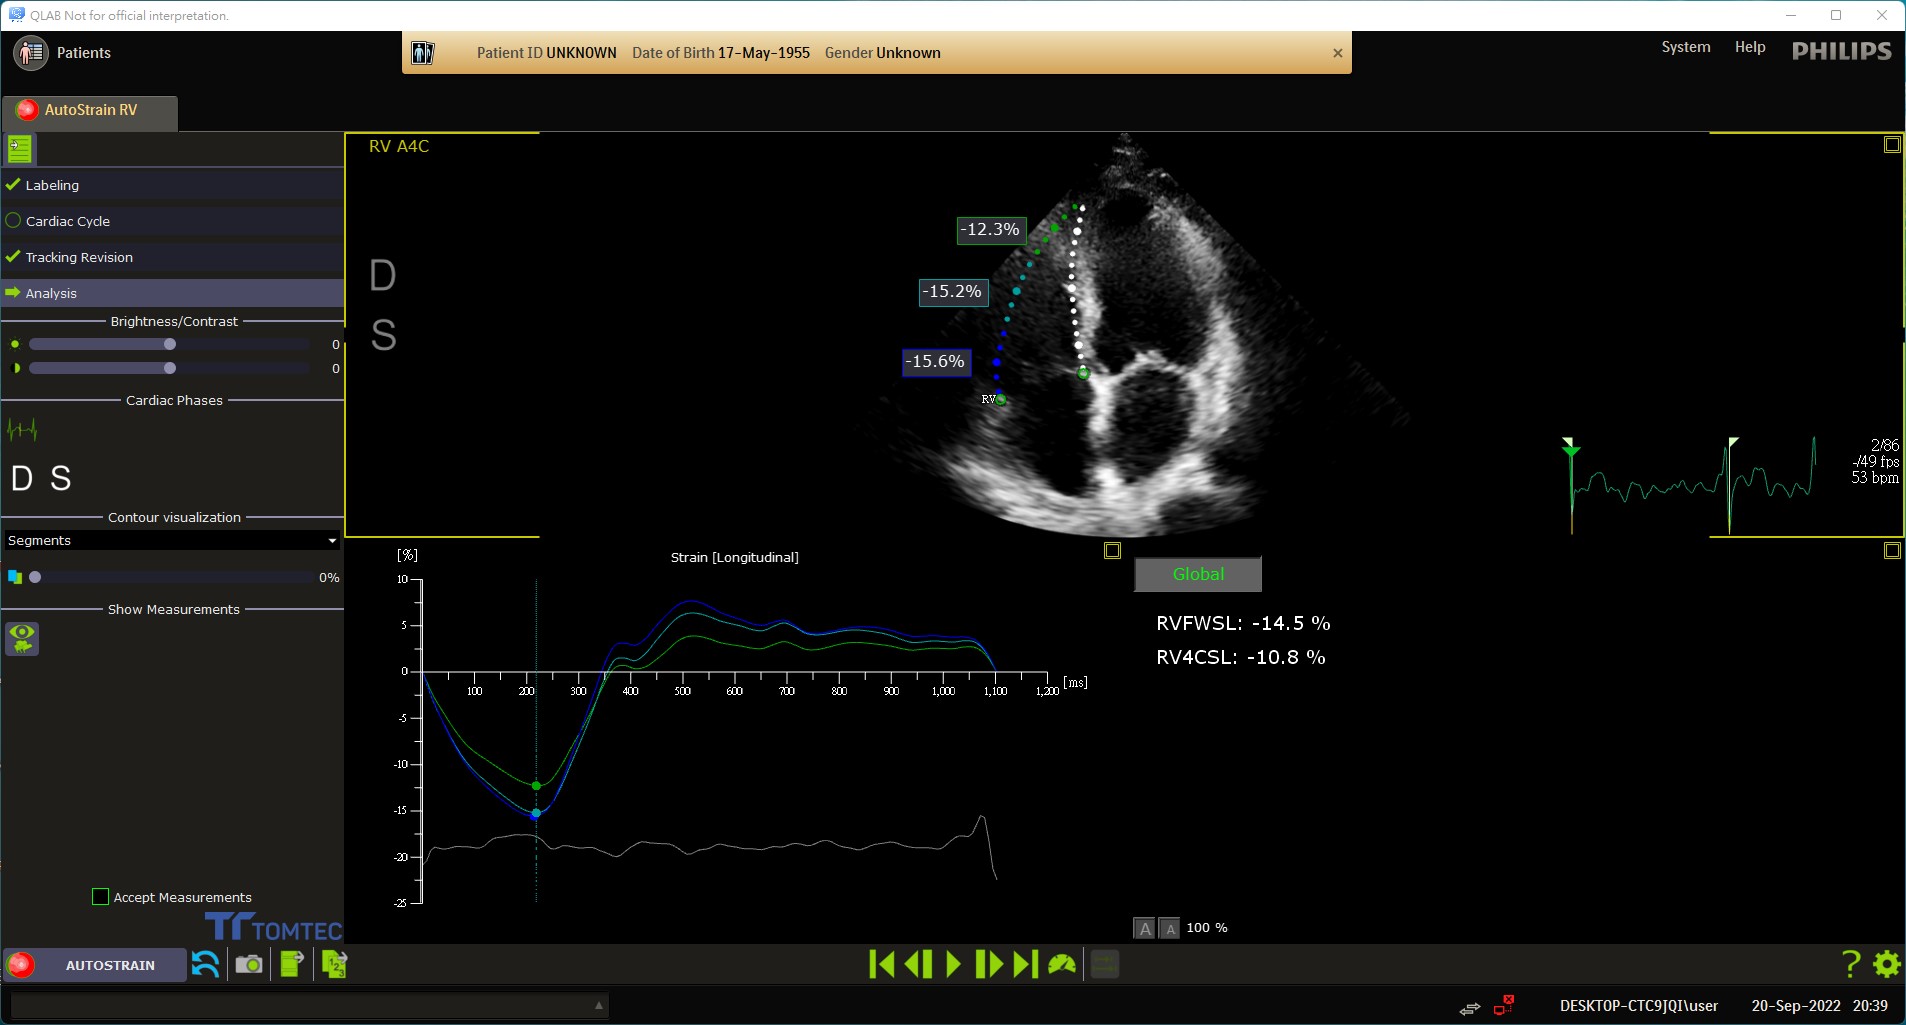 QLAB Not for official interpretation.
Patients
Patient ID UNKNOWN Date of Birth 17-May-1955 Gender Unknown
System Help PHILIPS
AutoStrain RV
Labeling
Cardiac Cycle
Tracking Revision
Analysis
Brightness/Contrast
0
0
Cardiac Phases
D S
Contour visualization
Segments
0%
Show Measurements
Accept Measurements
TOMTEC
RV A4C
D
S
-12.3%
-15.2%
-15.6%
RV
2/86
-/49 fps
53 bpm
[%]
Strain [Longitudinal]
10
5
0
-5
-10
-15
-20
-25
100 200 300 400 500 600 700 800 900 1,000 1,100 1,200 [ms]
Global
RVFWSL: -14.5 %
RV4CSL: -10.8 %
A A 100 %
AUTOSTRAIN
1 2 3
?
DESKTOP-CTC9JQI\user 20-Sep-2022 20:39